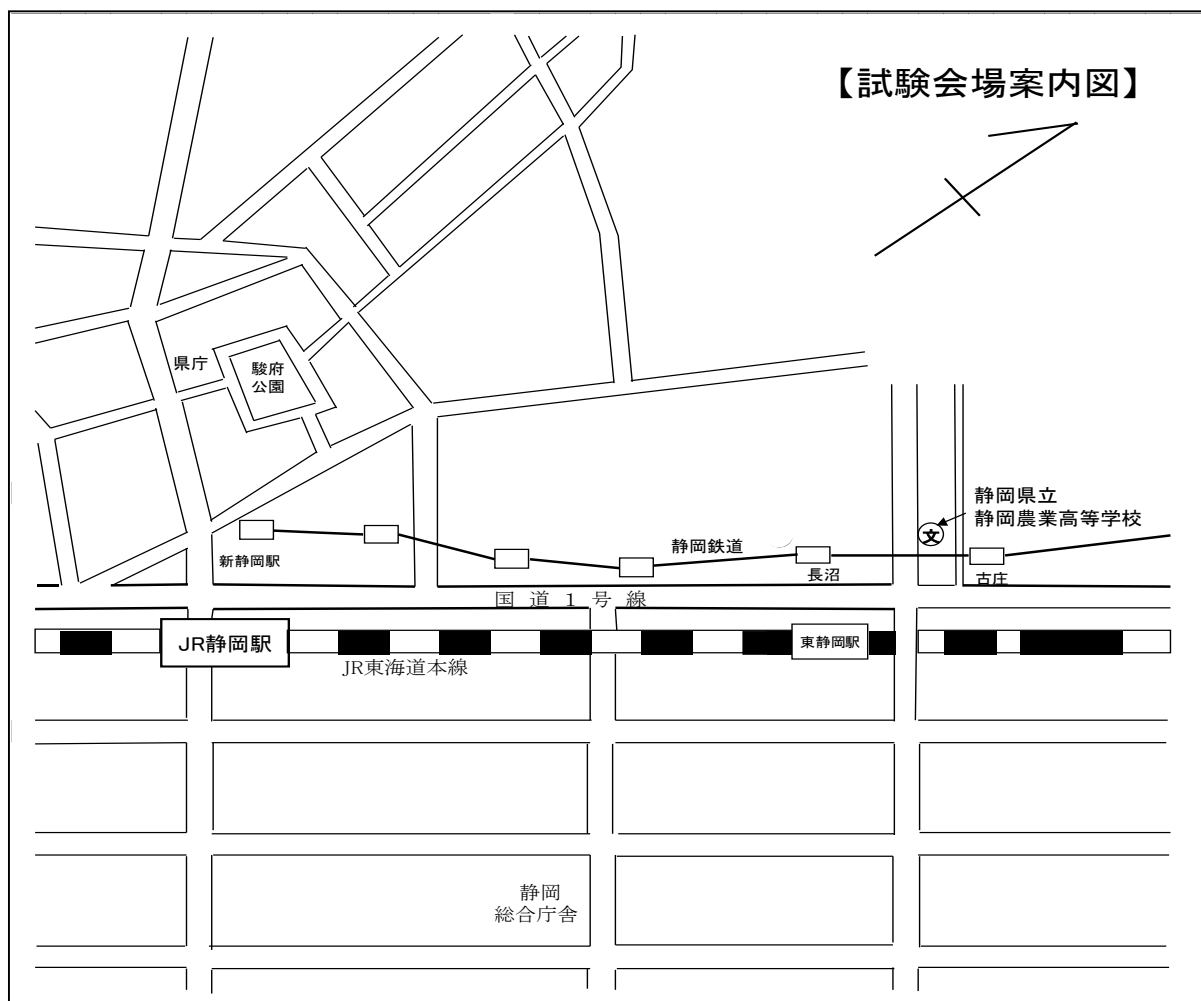 【試験会場案内図】
県庁
駿府
公園
静岡県立
静岡農業高等学校
文
新静岡駅
静岡鉄道
長沼
古庄
国道1号線
JR静岡駅
東静岡駅
JR東海道本線
静岡
総合庁舎